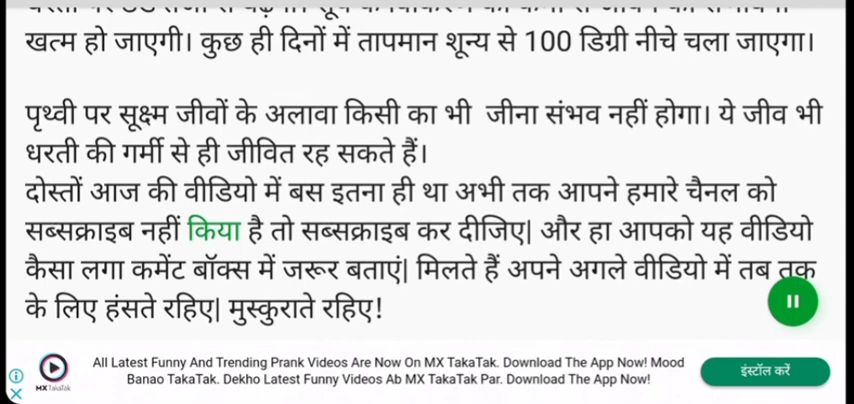 खत्म हो जाएगी। कुछ ही दिनों में तापमान शून्य से 100 डिग्री नीचे चला जाएगा।
पृथ्वी पर सूक्ष्म जीवों के अलावा किसी का भी जीना संभव नहीं होगा। ये जीव भी
धरती की गर्मी से ही जीवित रह सकते हैं।
दोस्तों आज की वीडियो में बस इतना ही था अभी तक आपने हमारे चैनल को
सब्सक्राइब नहीं किया है तो सब्सक्राइब कर दीजिए| और हा आपको यह वीडियो
कैसा लगा कमेंट बॉक्स में जरूर बताएं| मिलते हैं अपने अगले वीडियो में तब तक
के लिए हंसते रहिए| मुस्कुराते रहिए!
All Latest Funny And Trending Prank Videos Are Now On MX TakaTak. Download The App Now! Mood
Banao TakaTak. Dekho Latest Funny Videos Ab MX TakaTak Par. Download The App Now!
MX TakaTak
इंस्टॉल करें